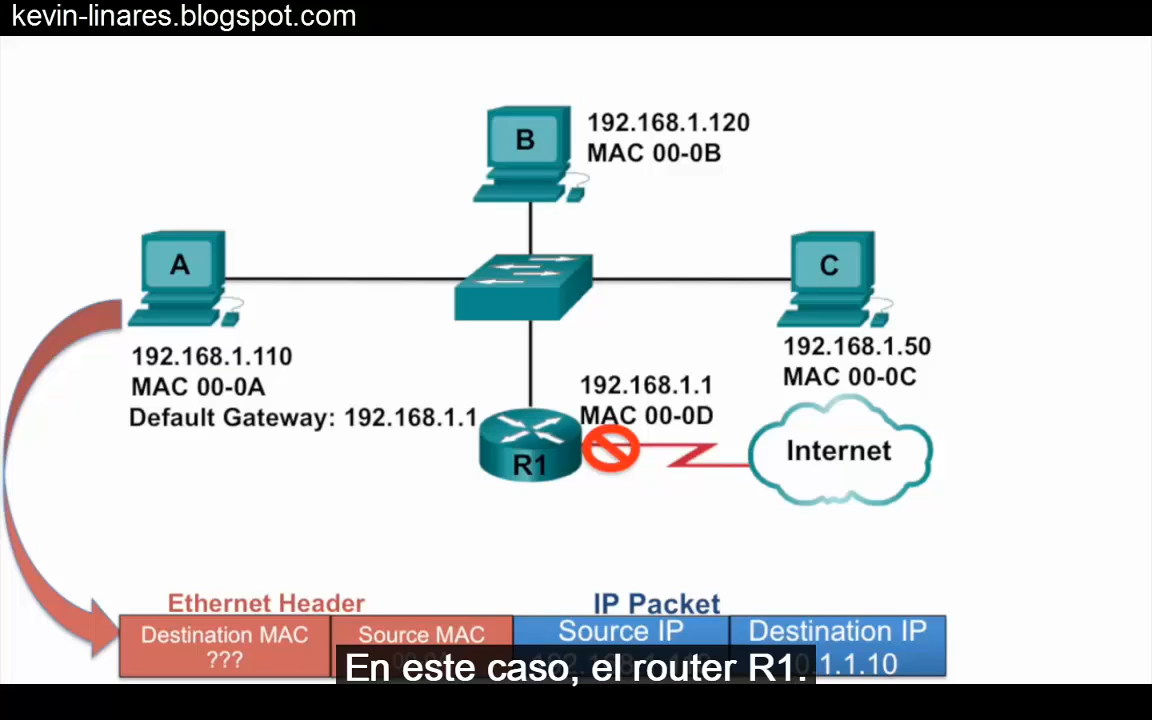 kevin-linares.blogspot.com
B
192.168.1.120
MAC 00-0B
A
C
192.168.1.110
MAC 00-0A
Default Gateway: 192.168.1.1
192.168.1.50
MAC 00-0C
192.168.1.1
MAC 00-0D
R1
Internet
Ethernet Header
IP Packet
Destination MAC
???
Source MAC
Source IP
Destination IP
.1.1.10
En este caso, el router R1.